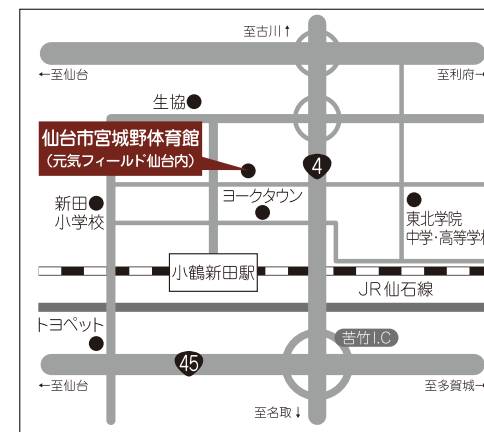 至古川↑
←至仙台
至利府→
生協
仙台市宮城野体育館
(元気フィールド仙台内)
4
ヨークタウン
新田
小学校
東北学院
中学・高等学校
小鶴新田駅
JR仙石線
トヨペット
苦竹I.C
45
←至仙台
至多賀城→
至名取↓